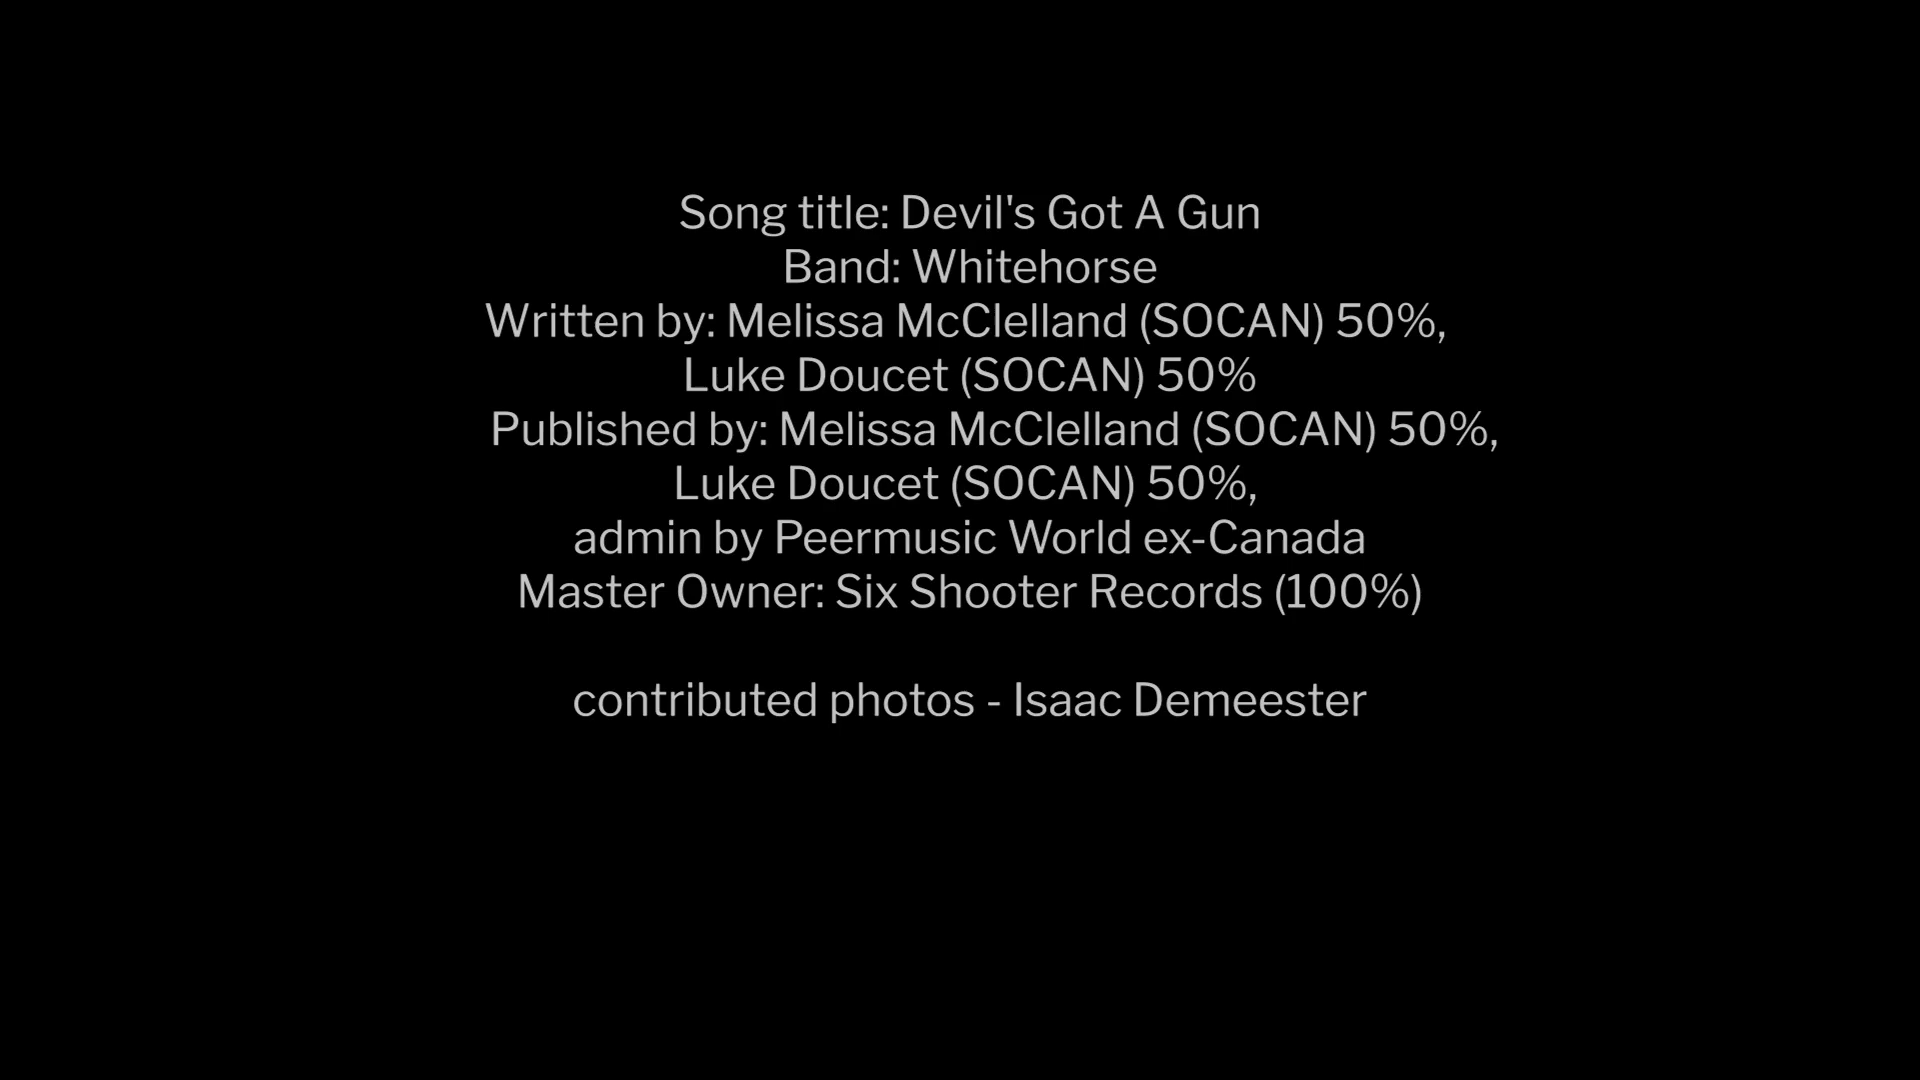 Song title: Devil's Got A Gun
Band: Whitehorse
Written by: Melissa McClelland (SOCAN) 50%,
Luke Doucet (SOCAN) 50%
Published by: Melissa McClelland (SOCAN) 50%,
Luke Doucet (SOCAN) 50%,
admin by Peermusic World ex-Canada
Master Owner: Six Shooter Records (100%)
contributed photos - Isaac Demeester